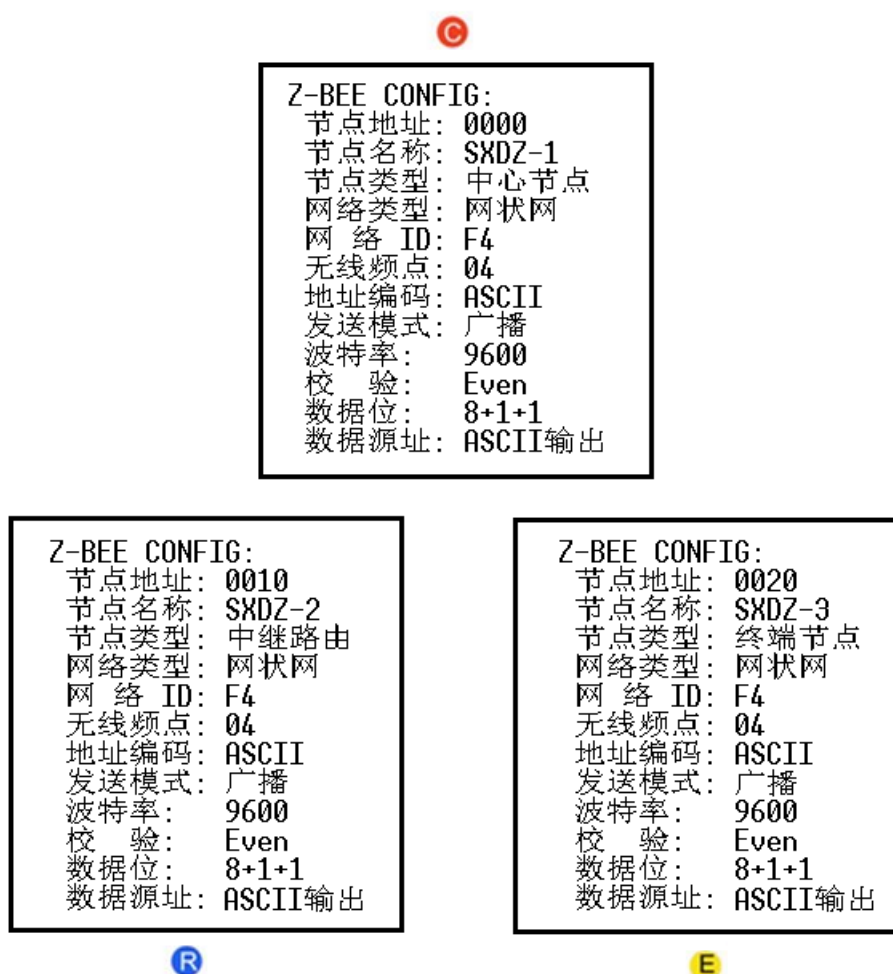 C
Z-BEE CONFIG:
节点地址: 0000
节点名称: SXDZ-1
节点类型: 中心节点
网络类型: 网状网
网 络 ID: F4
无线频点: 04
地址编码: ASCII
发送模式: 广播
波特率: 9600
校 验: Even
数据位: 8+1+1
数据源址: ASCII输出
Z-BEE CONFIG:
节点地址: 0010
节点名称: SXDZ-2
节点类型: 中继路由
网络类型: 网状网
网 络 ID: F4
无线频点: 04
地址编码: ASCII
发送模式: 广播
波特率: 9600
校 验: Even
数据位: 8+1+1
数据源址: ASCII输出
R
Z-BEE CONFIG:
节点地址: 0020
节点名称: SXDZ-3
节点类型: 终端节点
网络类型: 网状网
网 络 ID: F4
无线频点: 04
地址编码: ASCII
发送模式: 广播
波特率: 9600
校 验: Even
数据位: 8+1+1
数据源址: ASCII输出
E